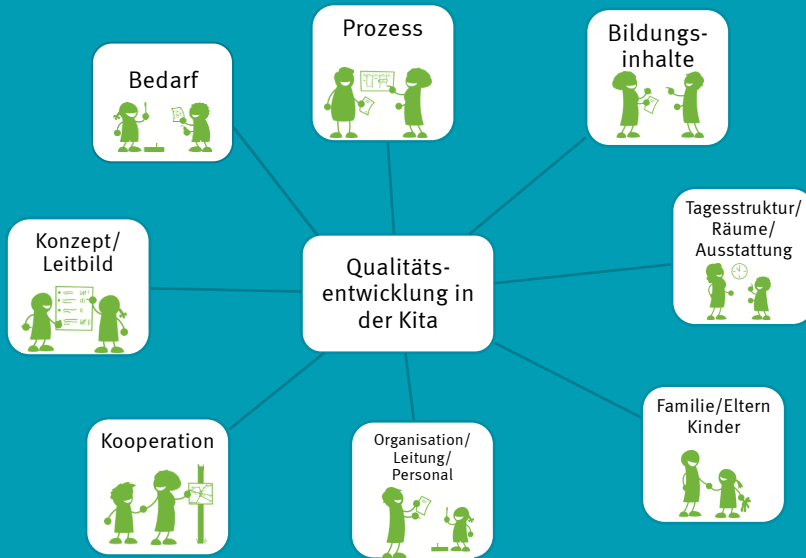 Prozess
Bildungs-
inhalte
Bedarf
Tagesstruktur/
Räume/
Ausstattung
Konzept/
Leitbild
Qualitäts-
entwicklung in
der Kita
Familie/Eltern
Kinder
Kooperation
Organisation/
Leitung/
Personal